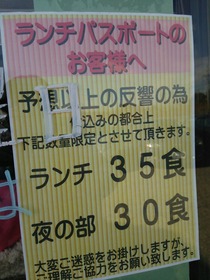 ランチパスポートの
お客様へ
予想以上の反響の為
仕込みの都合上
下記数量限定とさせて頂きます。
ランチ 35食
夜の部 30食
大変ご迷惑をお掛けしますが、
ご理解ご協力をお願い致します。